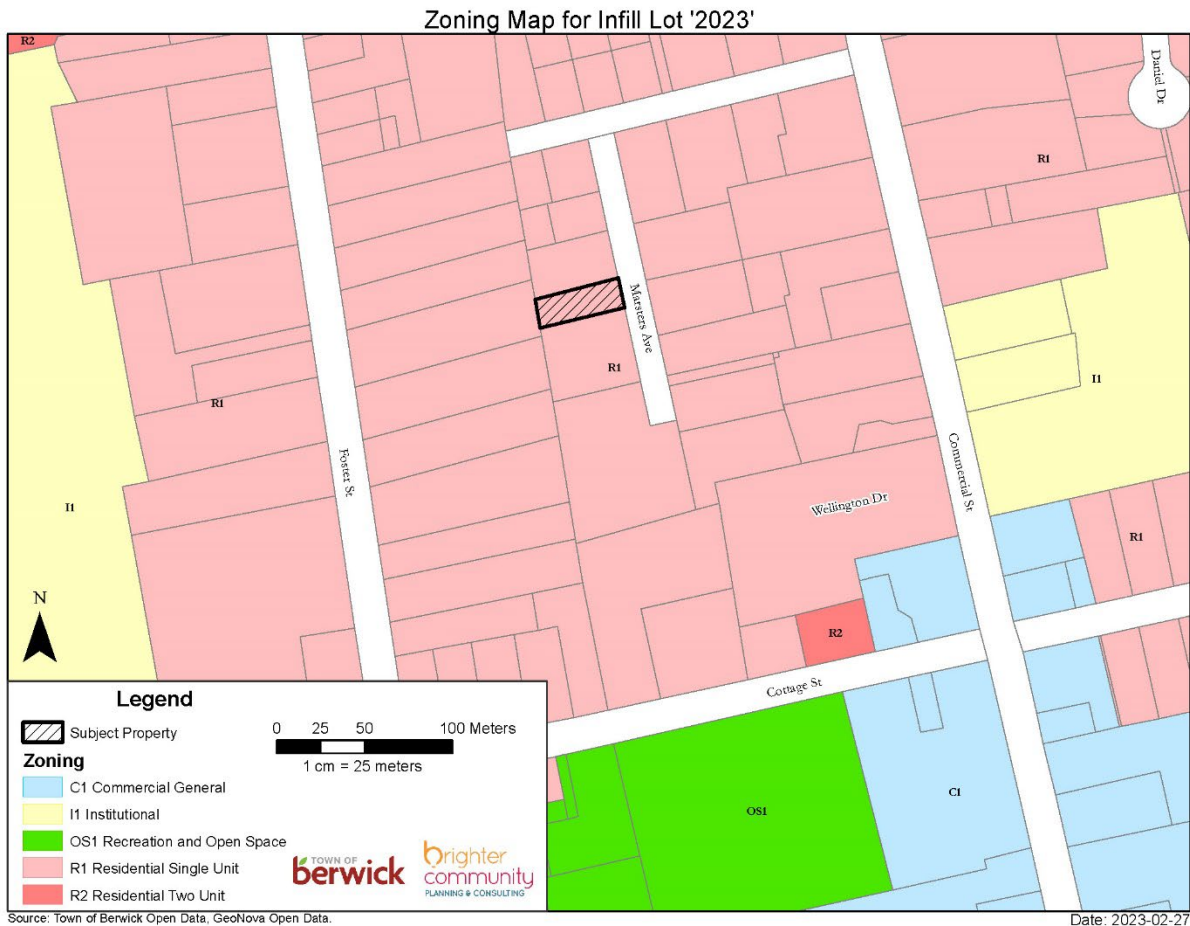 Zoning Map for Infill Lot '2023'
R2
Daniel Dr
R1
Marsters Ave
R1
I1
R1
Foster St
Commercial St
I1
Wellington Dr
R1
N
R2
Cottage St
C1
OS1
Legend
Subject Property
0 25 50 100 Meters
1 cm = 25 meters
Zoning
C1 Commercial General
I1 Institutional
OS1 Recreation and Open Space
R1 Residential Single Unit
R2 Residential Two Unit
TOWN OF
berwick
brighter
community
PLANNING & CONSULTING
Source: Town of Berwick Open Data, GeoNova Open Data.
Date: 2023-02-27